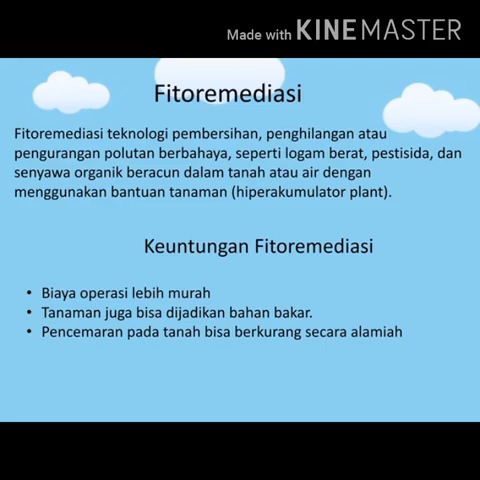 Made with KINEMASTER
Fitoremediasi
Fitoremediasi teknologi pembersihan, penghilangan atau
pengurangan polutan berbahaya, seperti logam berat, pestisida, dan
senyawa organik beracun dalam tanah atau air dengan
menggunakan bantuan tanaman (hiperakumulator plant).
Keuntungan Fitoremediasi
• Biaya operasi lebih murah
• Tanaman juga bisa dijadikan bahan bakar.
• Pencemaran pada tanah bisa berkurang secara alamiah